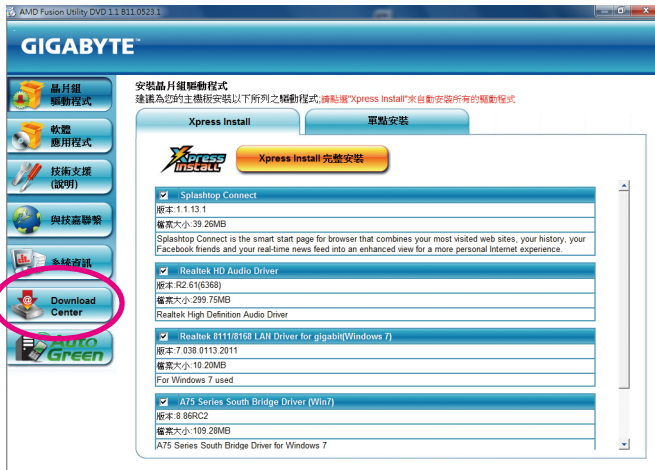 AMD Fusion Utility DVD 1.1 B11.0523.1
GIGABYTE™
晶片組
驅動程式
軟體
應用程式
技術支援
(說明)
與技嘉聯繫
系統資訊
Download
Center
Auto
Green
安裝晶片組驅動程式
建議為您的主機板安裝以下所列之驅動程式;請點選"Xpress Install"來自動安裝所有的驅動程式
Xpress Install
單點安裝
Xpress
Install
Xpress Install 完整安裝
Splashtop Connect
版本:1.1.13.1
檔案大小:39.26MB
Splashtop Connect is the smart start page for browser that combines your most visited web sites, your history, your
Facebook friends and your real-time news feed into an enhanced view for a more personal Internet experience.
Realtek HD Audio Driver
版本:R2.61(6368)
檔案大小:299.75MB
Realtek High Definition Audio Driver
Realtek 8111/8168 LAN Driver for gigabit(Windows 7)
版本:7.038.0113.2011
檔案大小:10.20MB
For Windows 7 used
A75 Series South Bridge Driver (Win7)
版本:8.86RC2
檔案大小:109.28MB
A75 Series South Bridge Driver for Windows 7